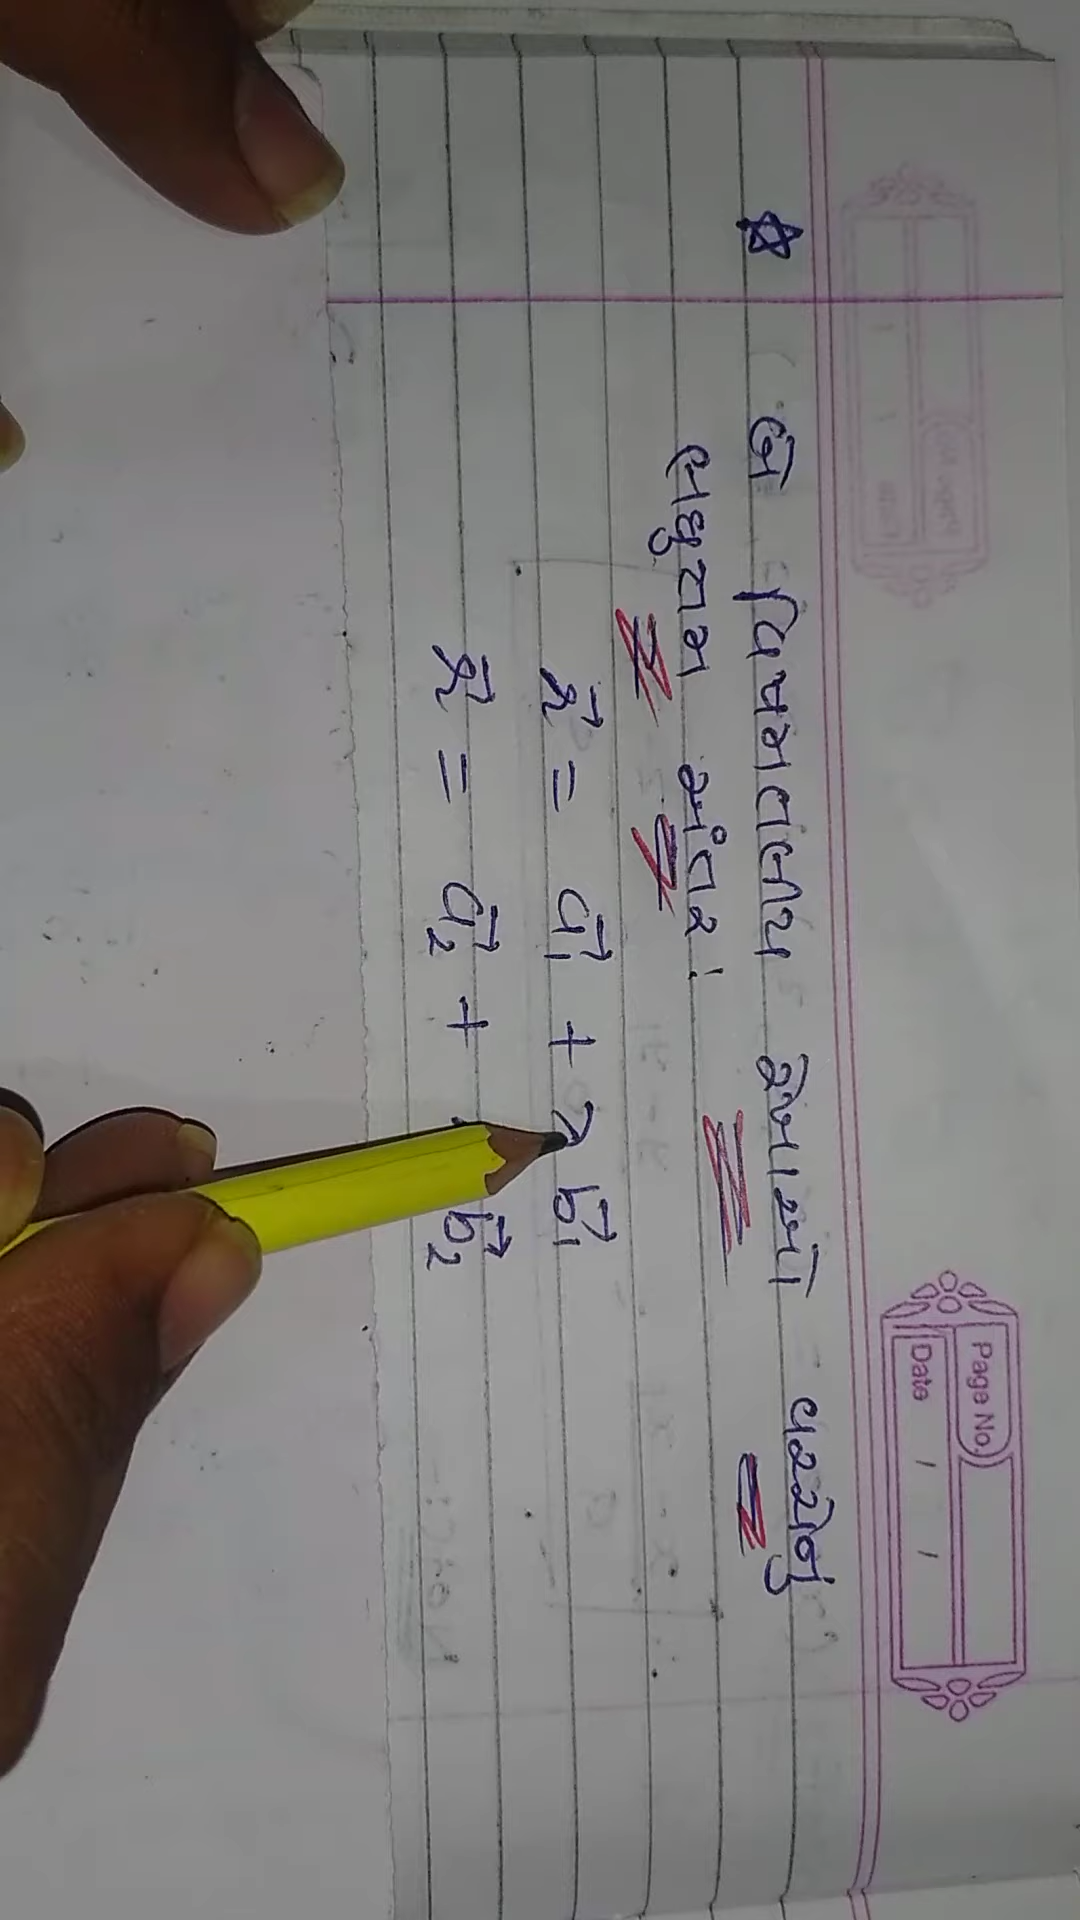 Page No.
Date / /
☆ બે વિષમતલીય રેખાઓ વચ્ચેનું
લઘુત્તમ અંતર :
r⃗ = a⃗₁ + λ b⃗₁
r⃗ = a⃗₂ + b⃗₂